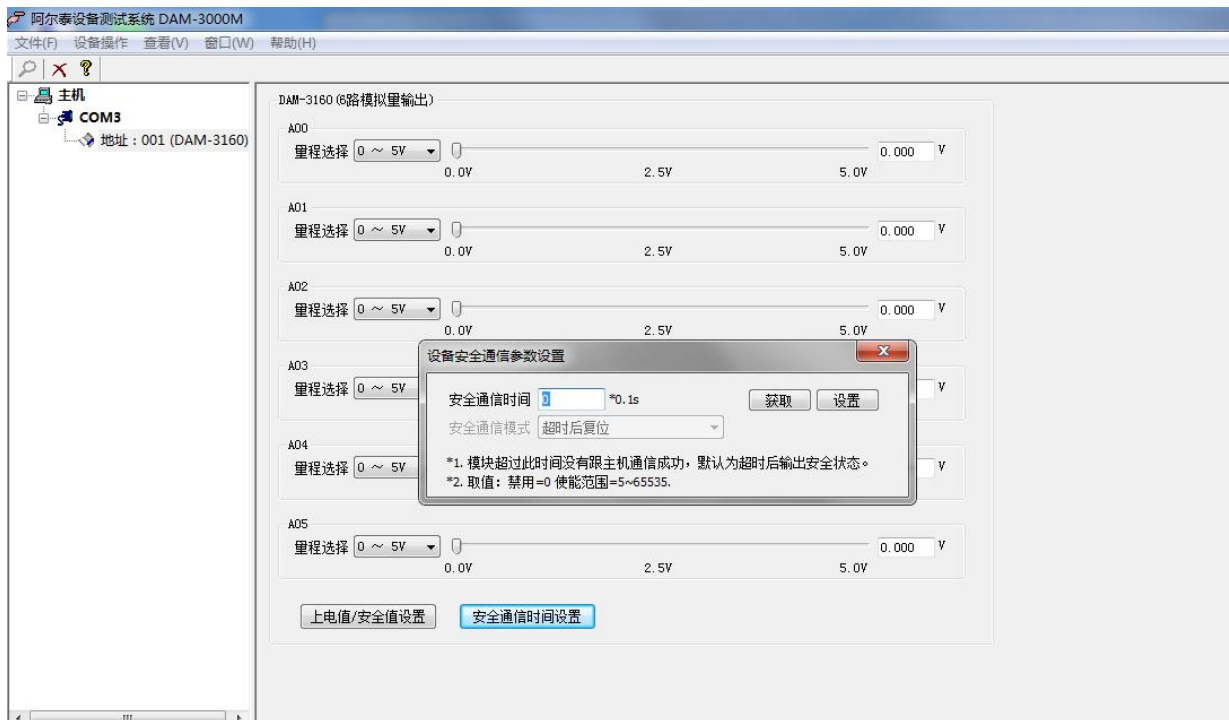 阿尔泰设备测试系统 DAM-3000M
文件(F) 设备操作 查看(V) 窗口(W) 帮助(H)
主机
COM3
地址：001 (DAM-3160)
DAM-3160(6路模拟量输出)
AO0
量程选择 0 ～ 5V 0.000 V
0.0V 2.5V 5.0V
AO1
量程选择 0 ～ 5V 0.000 V
0.0V 2.5V 5.0V
AO2
量程选择 0 ～ 5V 0.000 V
0.0V 2.5V 5.0V
AO3
量程选择 0 ～ 5V V
设备安全通信参数设置
安全通信时间 0 *0.1s 获取 设置
安全通信模式 超时后复位
*1. 模块超过此时间没有跟主机通信成功，默认为超时后输出安全状态。
*2. 取值：禁用=0 使能范围=5~65535.
AO4
量程选择 0 ～ 5V V
AO5
量程选择 0 ～ 5V 0.000 V
0.0V 2.5V 5.0V
上电值/安全值设置 安全通信时间设置